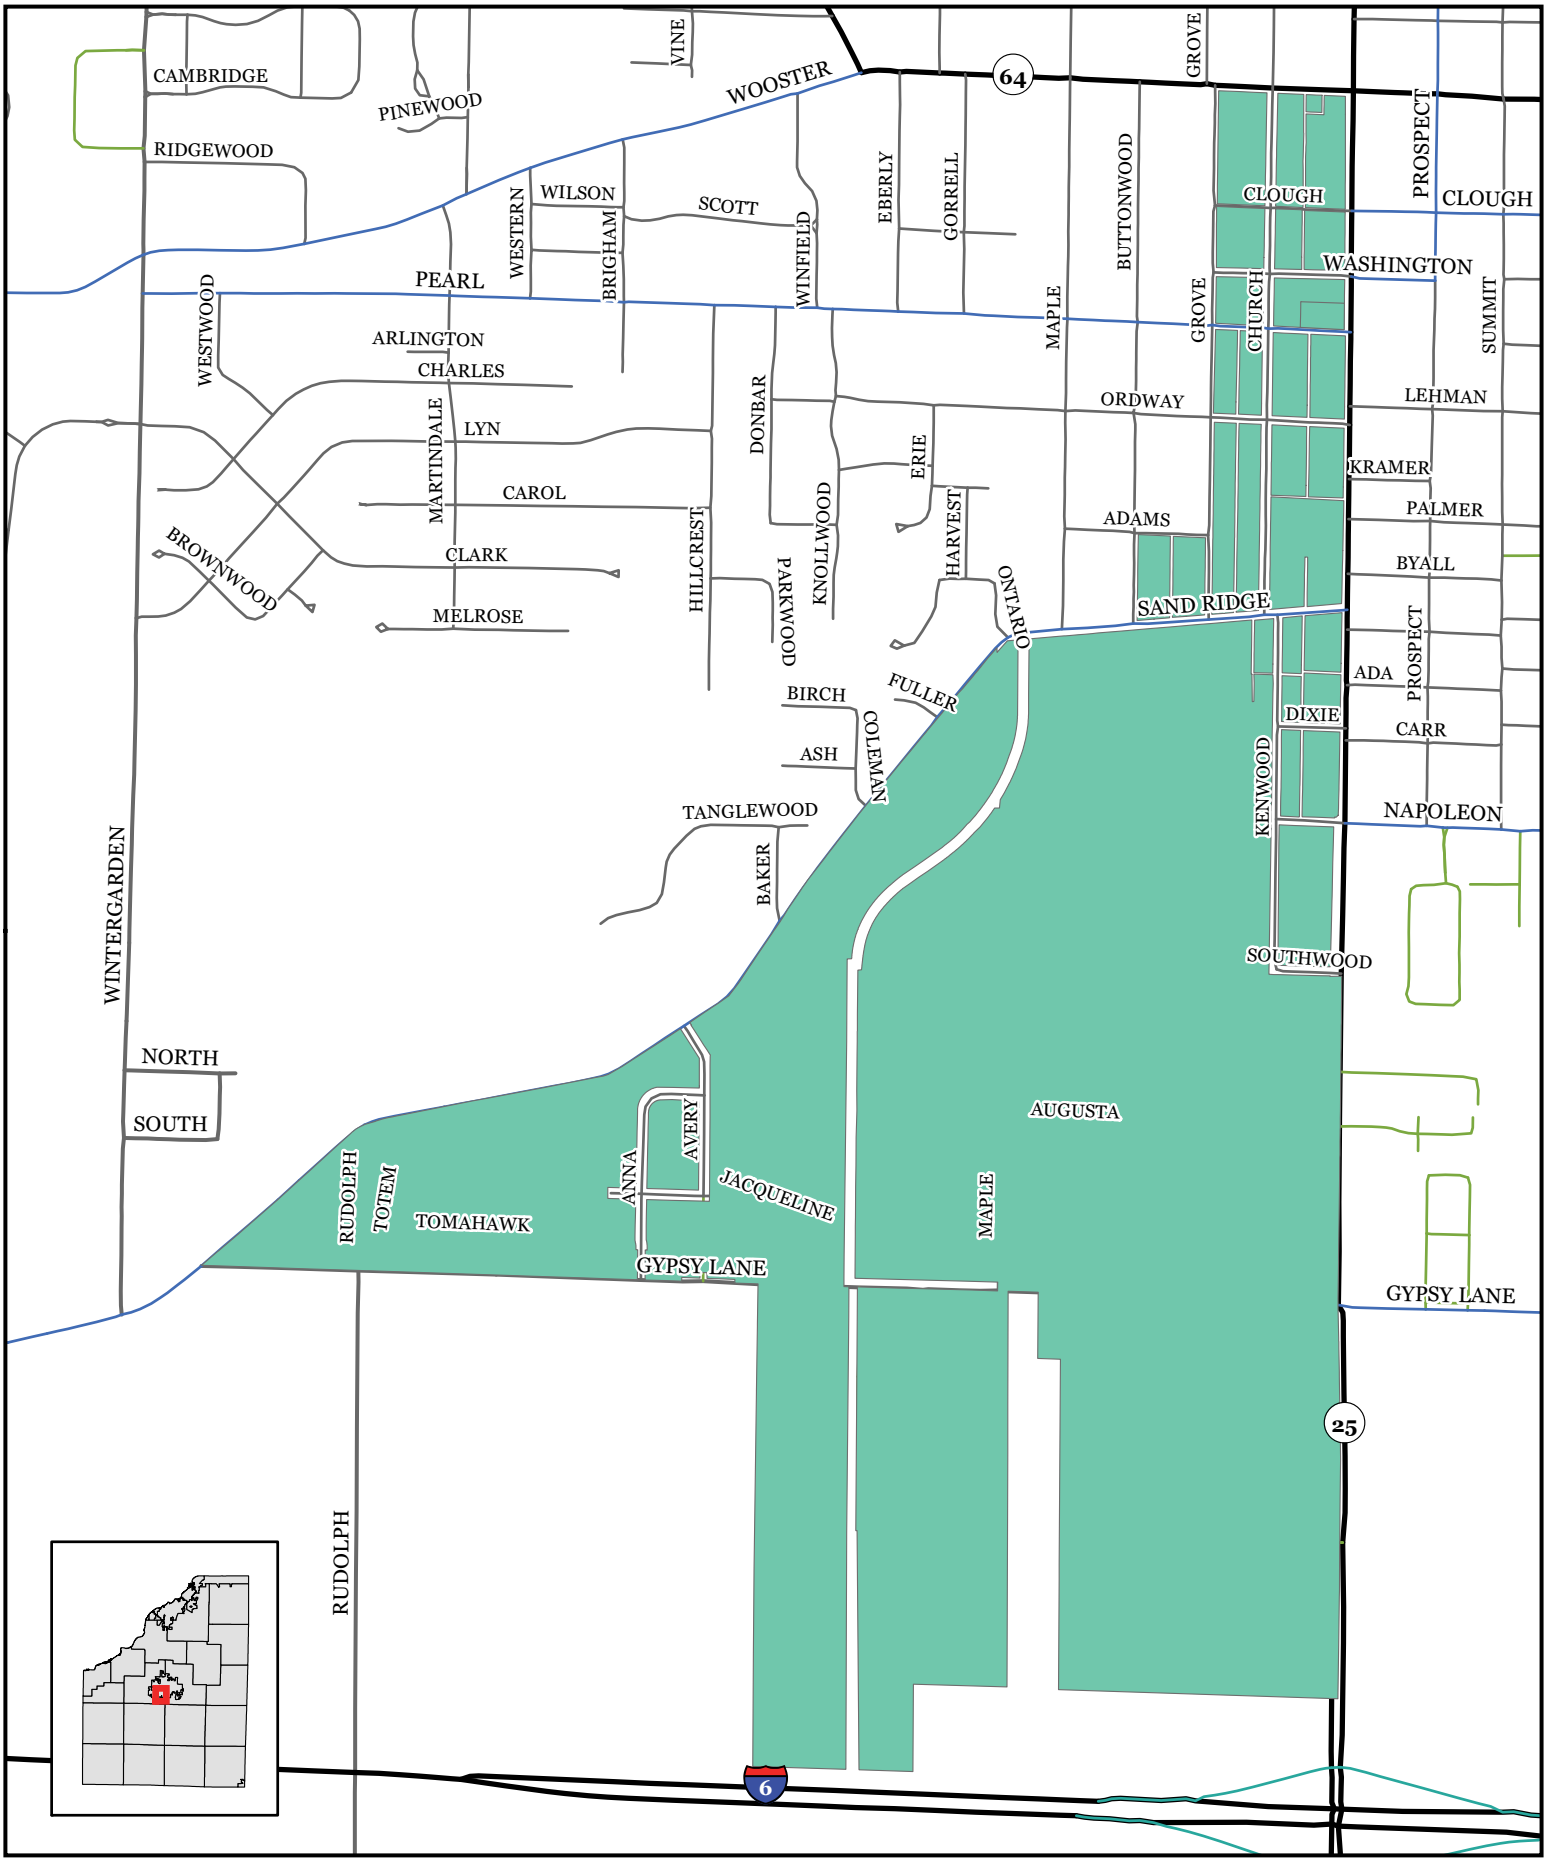 VINE
GROVE
CAMBRIDGE
64
WOOSTER
PINEWOOD
PROSPECT
RIDGEWOOD
BUTTONWOOD
EBERLY
GORRELL
WILSON
CLOUGH
CLOUGH
SCOTT
WESTERN
BRIGHAM
WINFIELD
WASHINGTON
PEARL
WESTWOOD
MAPLE
GROVE
CHURCH
SUMMIT
ARLINGTON
CHARLES
LEHMAN
ORDWAY
DONBAR
LYN
MARTINDALE
ERIE
KRAMER
CAROL
PALMER
ADAMS
HARVEST
KNOLLWOOD
HILLCREST
BROWNWOOD
CLARK
BYALL
PARKWOOD
ONTARIO
SAND RIDGE
MELROSE
PROSPECT
ADA
BIRCH
FULLER
DIXIE
CARR
COLEMAN
ASH
KENWOOD
TANGLEWOOD
NAPOLEON
BAKER
WINTERGARDEN
SOUTHWOOD
NORTH
AUGUSTA
SOUTH
AVERY
ANNA
RUDOLPH
TOTEM
JACQUELINE
MAPLE
TOMAHAWK
GYPSY LANE
GYPSY LANE
25
RUDOLPH
6